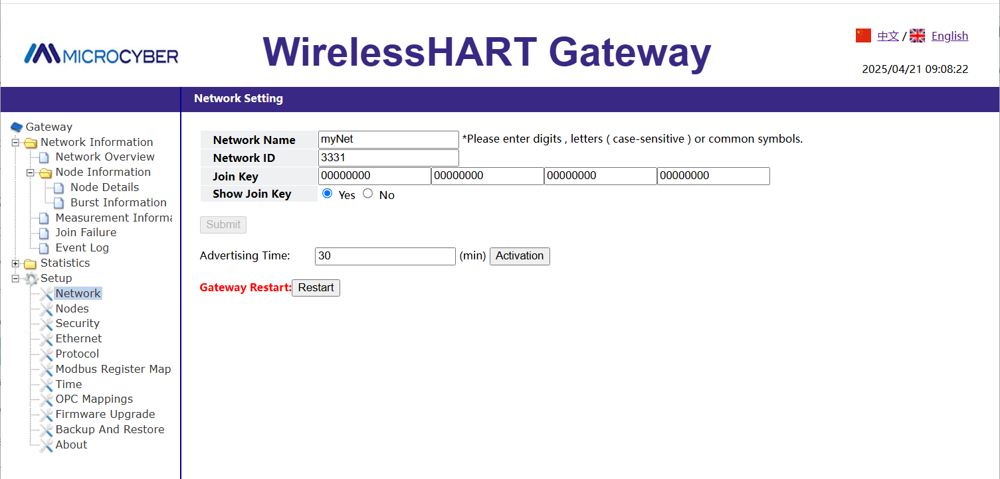 MICROCYBER
WirelessHART Gateway
中文 / English
2025/04/21 09:08:22
Network Setting
Gateway
Network Information
Network Overview
Node Information
Node Details
Burst Information
Measurement Informa
Join Failure
Event Log
Statistics
Setup
Network
Nodes
Security
Ethernet
Protocol
Modbus Register Map
Time
OPC Mappings
Firmware Upgrade
Backup And Restore
About
Network Name myNet *Please enter digits , letters ( case-sensitive ) or common symbols.
Network ID 3331
Join Key 00000000 00000000 00000000 00000000
Show Join Key Yes No
Submit
Advertising Time: 30 (min) Activation
Gateway Restart: Restart